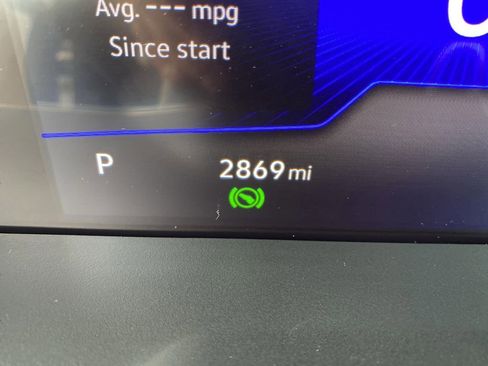 Avg. --- mpg
Since start
P
2869 mi